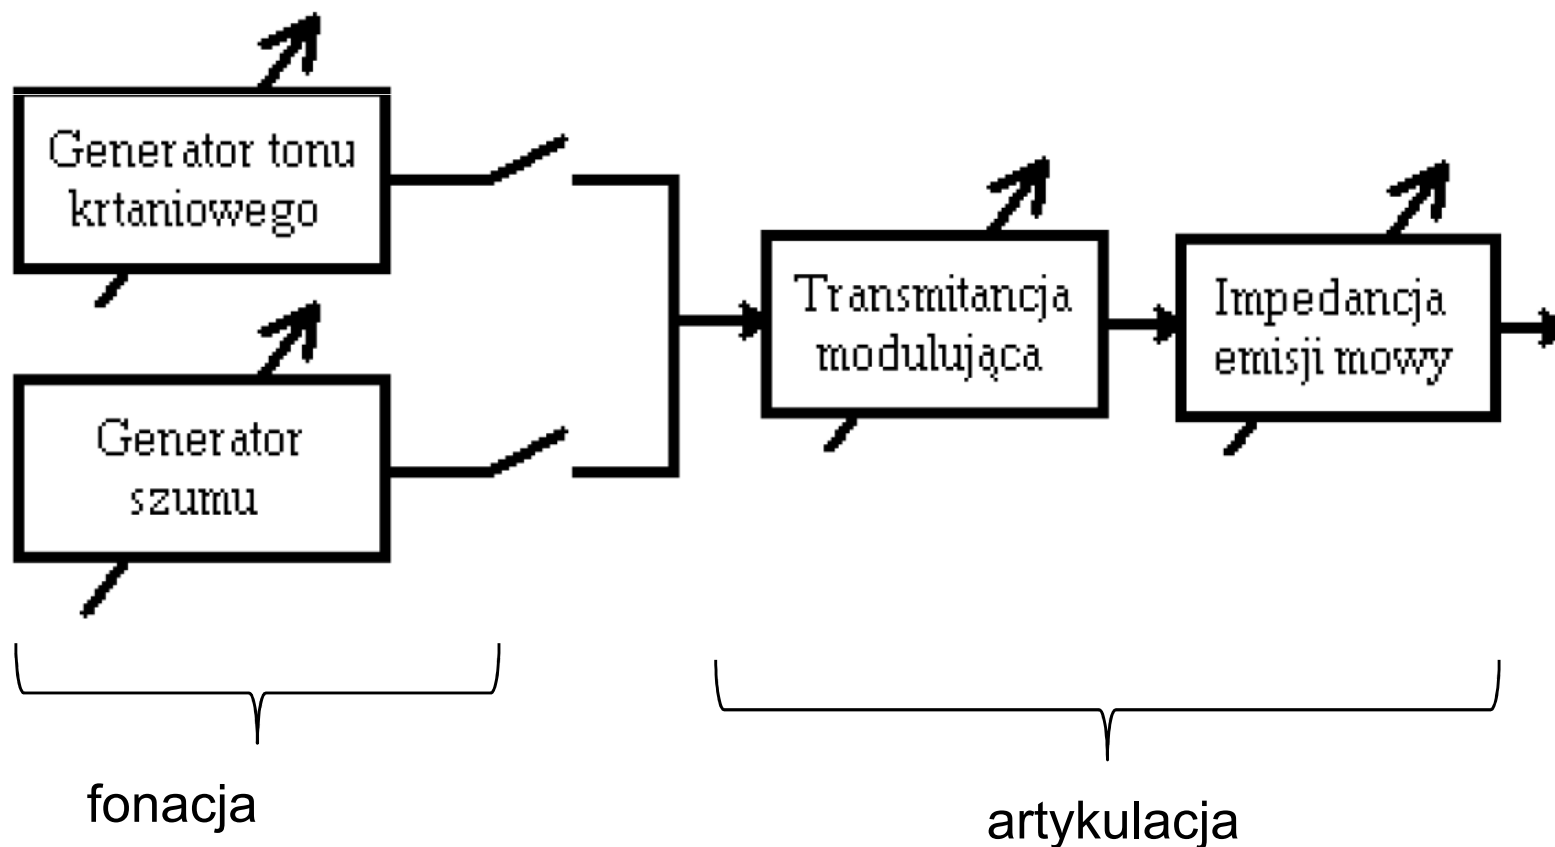 Generator tonu
krtaniowego
Generator
szumu
Transmitancja
modulująca
Impedancja
emisji mowy
fonacja
artykulacja